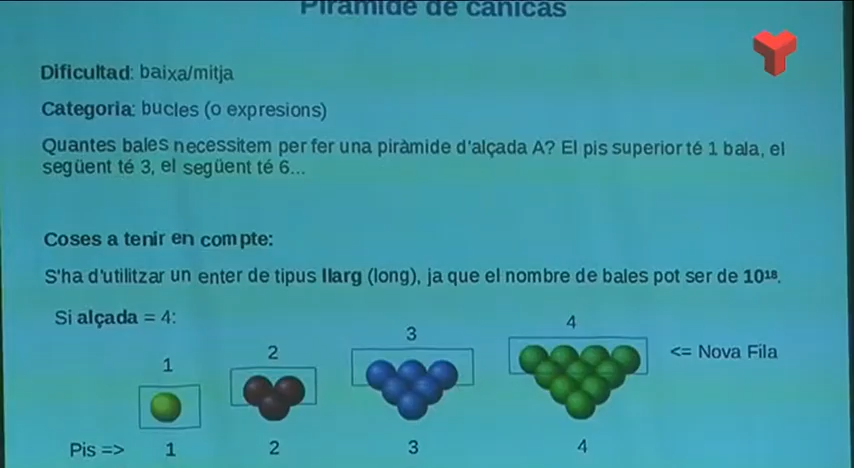 Piràmide de caniques
Dificultad: baixa/mitja
Categoria: bucles (o expresions)
Quantes bales necessitem per fer una piràmide d'alçada A? El pis superior té 1 bala, el
següent té 3, el següent té 6...
Coses a tenir en compte:
S'ha d'utilitzar un enter de tipus llarg (long), ja que el nombre de bales pot ser de 10¹⁸.
Si alçada = 4:
1 2 3 4
<= Nova Fila
Pis => 1 2 3 4